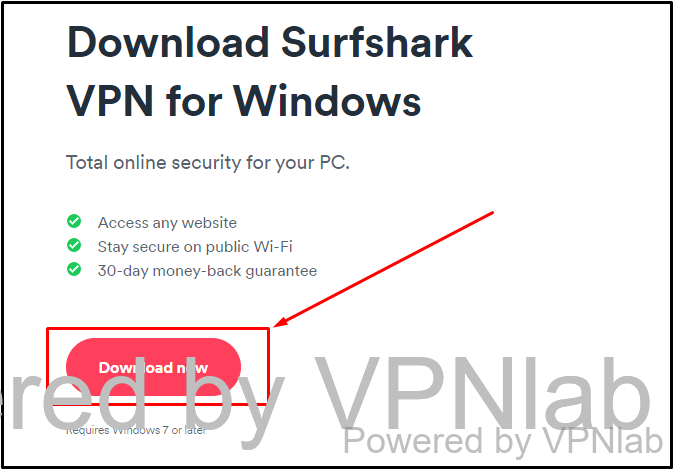 Download Surfshark
VPN for Windows
Total online security for your PC.
Access any website
Stay secure on public Wi-Fi
30-day money-back guarantee
Download now
ered by VPNlab
Requires Windows 7 or later
Powered by VPNlab